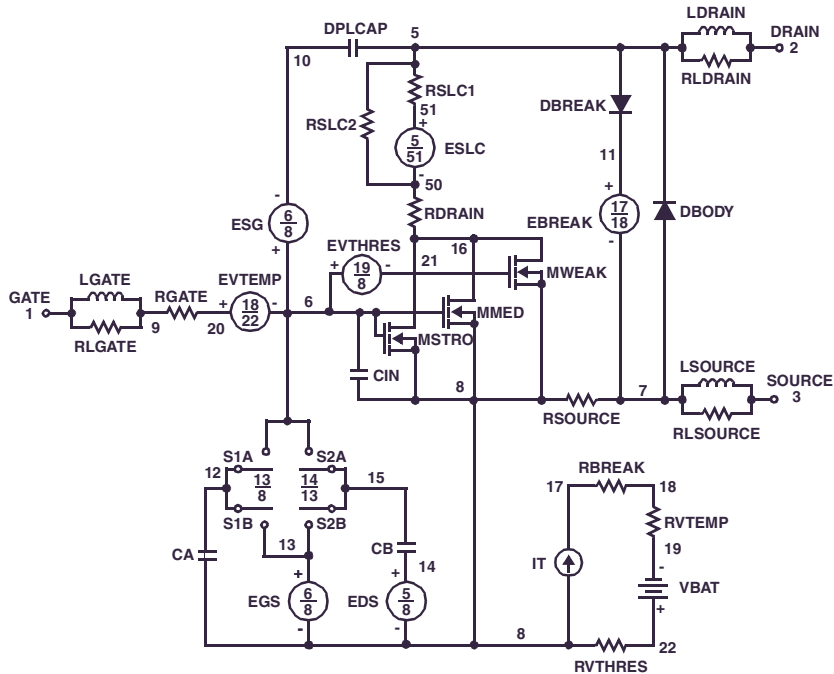 LDRAIN
DPLCAP
5
DRAIN
2
10
RLDRAIN
RSLC1
51
DBREAK
RSLC2
+
5
51
ESLC
11
-
50
-
+
RDRAIN
ESG
6
8
EBREAK
17
18
DBODY
+
-
EVTHRES
16
21
+
19
8
-
MWEAK
LGATE
EVTEMP
GATE
1
RGATE
+
18
22
-
6
MMED
9
20
MSTRO
RLGATE
LSOURCE
CIN
8
7
SOURCE
3
RSOURCE
RLSOURCE
S1A
S2A
12
13
8
14
13
15
RBREAK
17
18
S1B
S2B
RVTEMP
13
CB
19
CA
14
IT
-
+
+
VBAT
EGS
6
8
EDS
5
8
+
-
-
8
22
RVTHRES